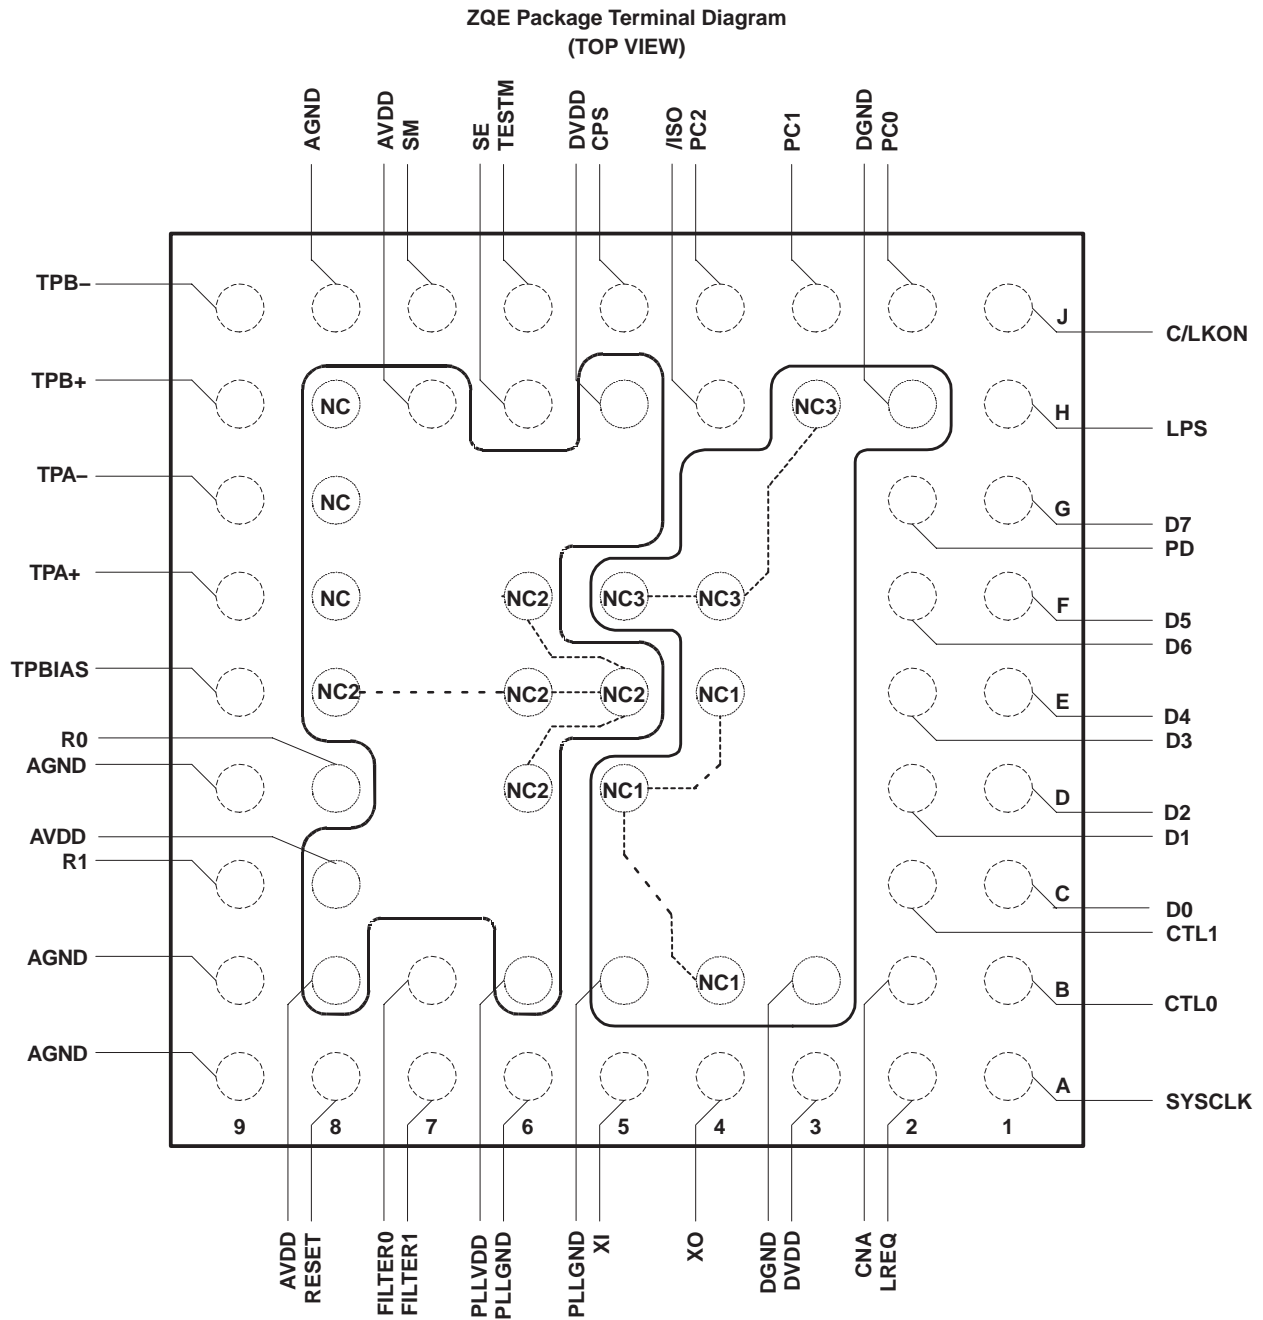 ZQE Package Terminal Diagram
(TOP VIEW)
AGND
AVDD
SM
SE
TESTM
DVDD
CPS
/ISO
PC2
PC1
DGND
PC0
TPB–
J
C/LKON
TPB+
NC
NC3
H
LPS
TPA–
NC
G
D7
PD
TPA+
NC
NC2
NC3
NC3
F
D5
D6
TPBIAS
NC2
NC2
NC2
NC1
E
D4
D3
R0
AGND
NC2
NC1
D
D2
D1
AVDD
R1
C
D0
CTL1
AGND
NC1
B
CTL0
AGND
A
SYSCLK
9 8 7 6 5 4 3 2 1
AVDD
RESET
FILTER0
FILTER1
PLLVDD
PLLGND
PLLGND
XI
XO
DGND
DVDD
CNA
LREQ